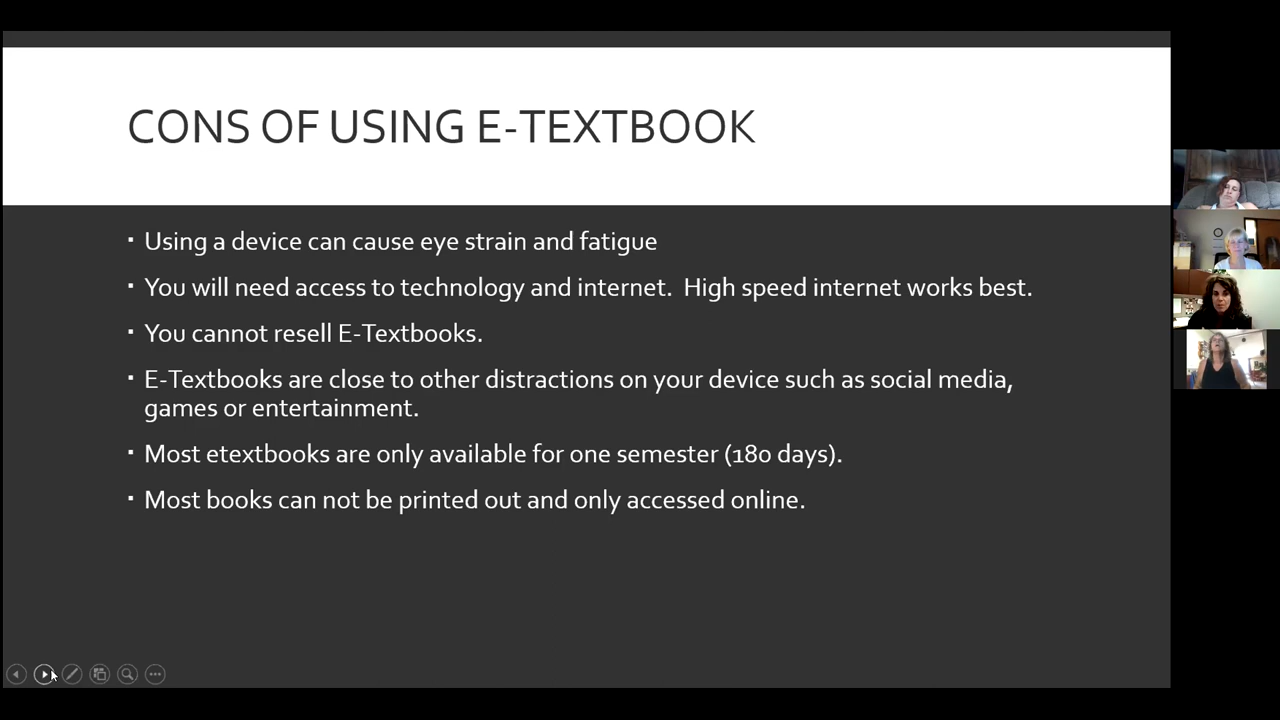 CONS OF USING E-TEXTBOOK
▪ Using a device can cause eye strain and fatigue
▪ You will need access to technology and internet.  High speed internet works best.
▪ You cannot resell E-Textbooks.
▪ E-Textbooks are close to other distractions on your device such as social media,
games or entertainment.
▪ Most etextbooks are only available for one semester (180 days).
▪ Most books can not be printed out and only accessed online.